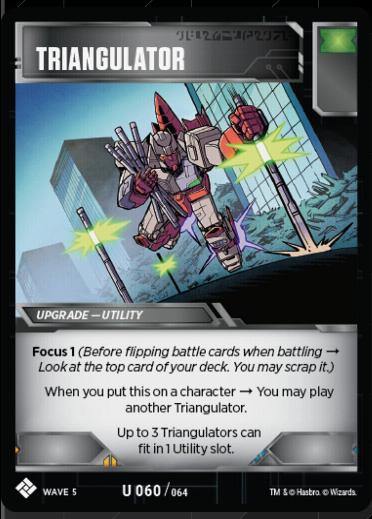 TRIANGULATOR
UPGRADE — UTILITY
Focus 1 (Before flipping battle cards when battling →
Look at the top card of your deck. You may scrap it.)
When you put this on a character → You may play
another Triangulator.
Up to 3 Triangulators can
fit in 1 Utility slot.
WAVE 5 U 060 / 064 TM & © Hasbro. © Wizards.